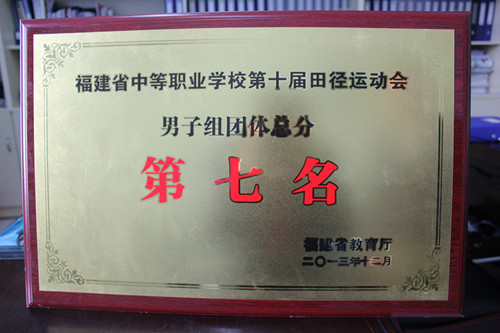 福建省中等职业学校第十届田径运动会
男子组团体总分
第七名
福建省教育厅
二〇一三年十二月